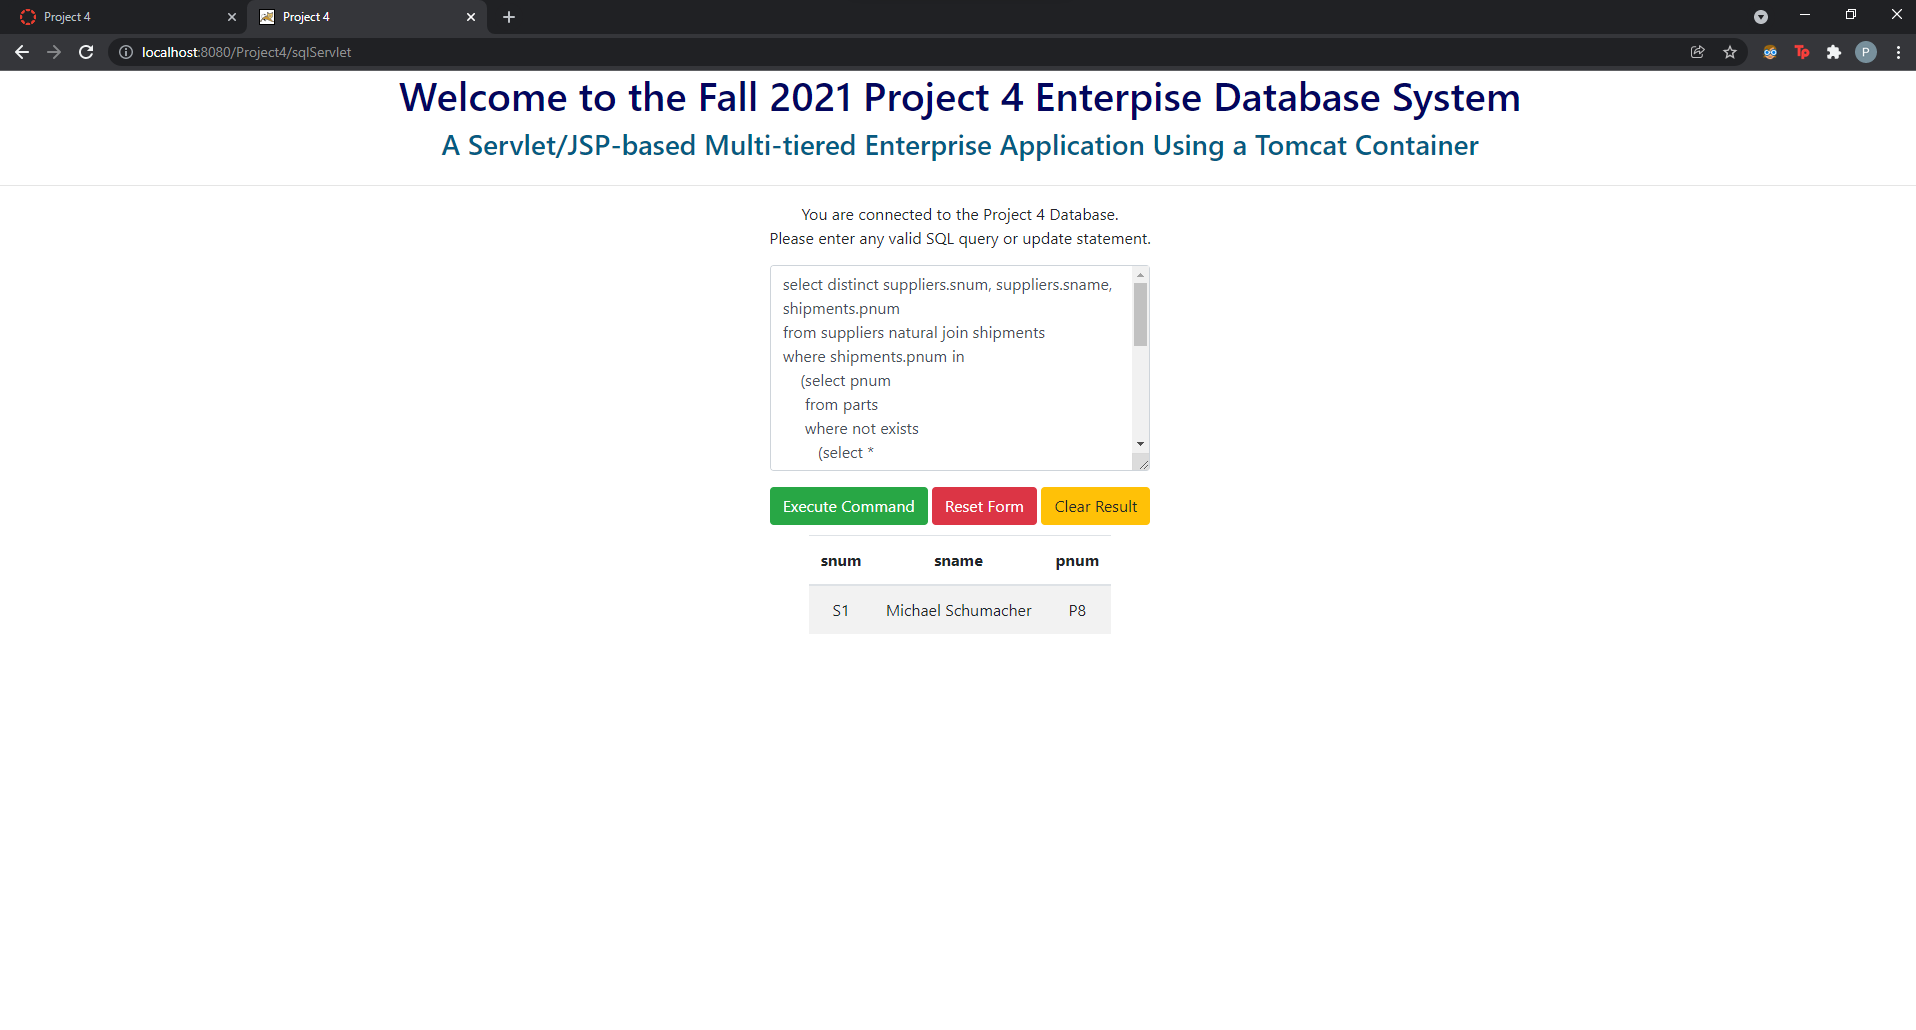 Project 4
Project 4
localhost:8080/Project4/sqlServlet
Tp
P
Welcome to the Fall 2021 Project 4 Enterpise Database System
A Servlet/JSP-based Multi-tiered Enterprise Application Using a Tomcat Container
You are connected to the Project 4 Database.
Please enter any valid SQL query or update statement.
select distinct suppliers.snum, suppliers.sname,
shipments.pnum
from suppliers natural join shipments
where shipments.pnum in
(select pnum
from parts
where not exists
(select *
Execute Command Reset Form Clear Result
snum sname pnum
S1 Michael Schumacher P8